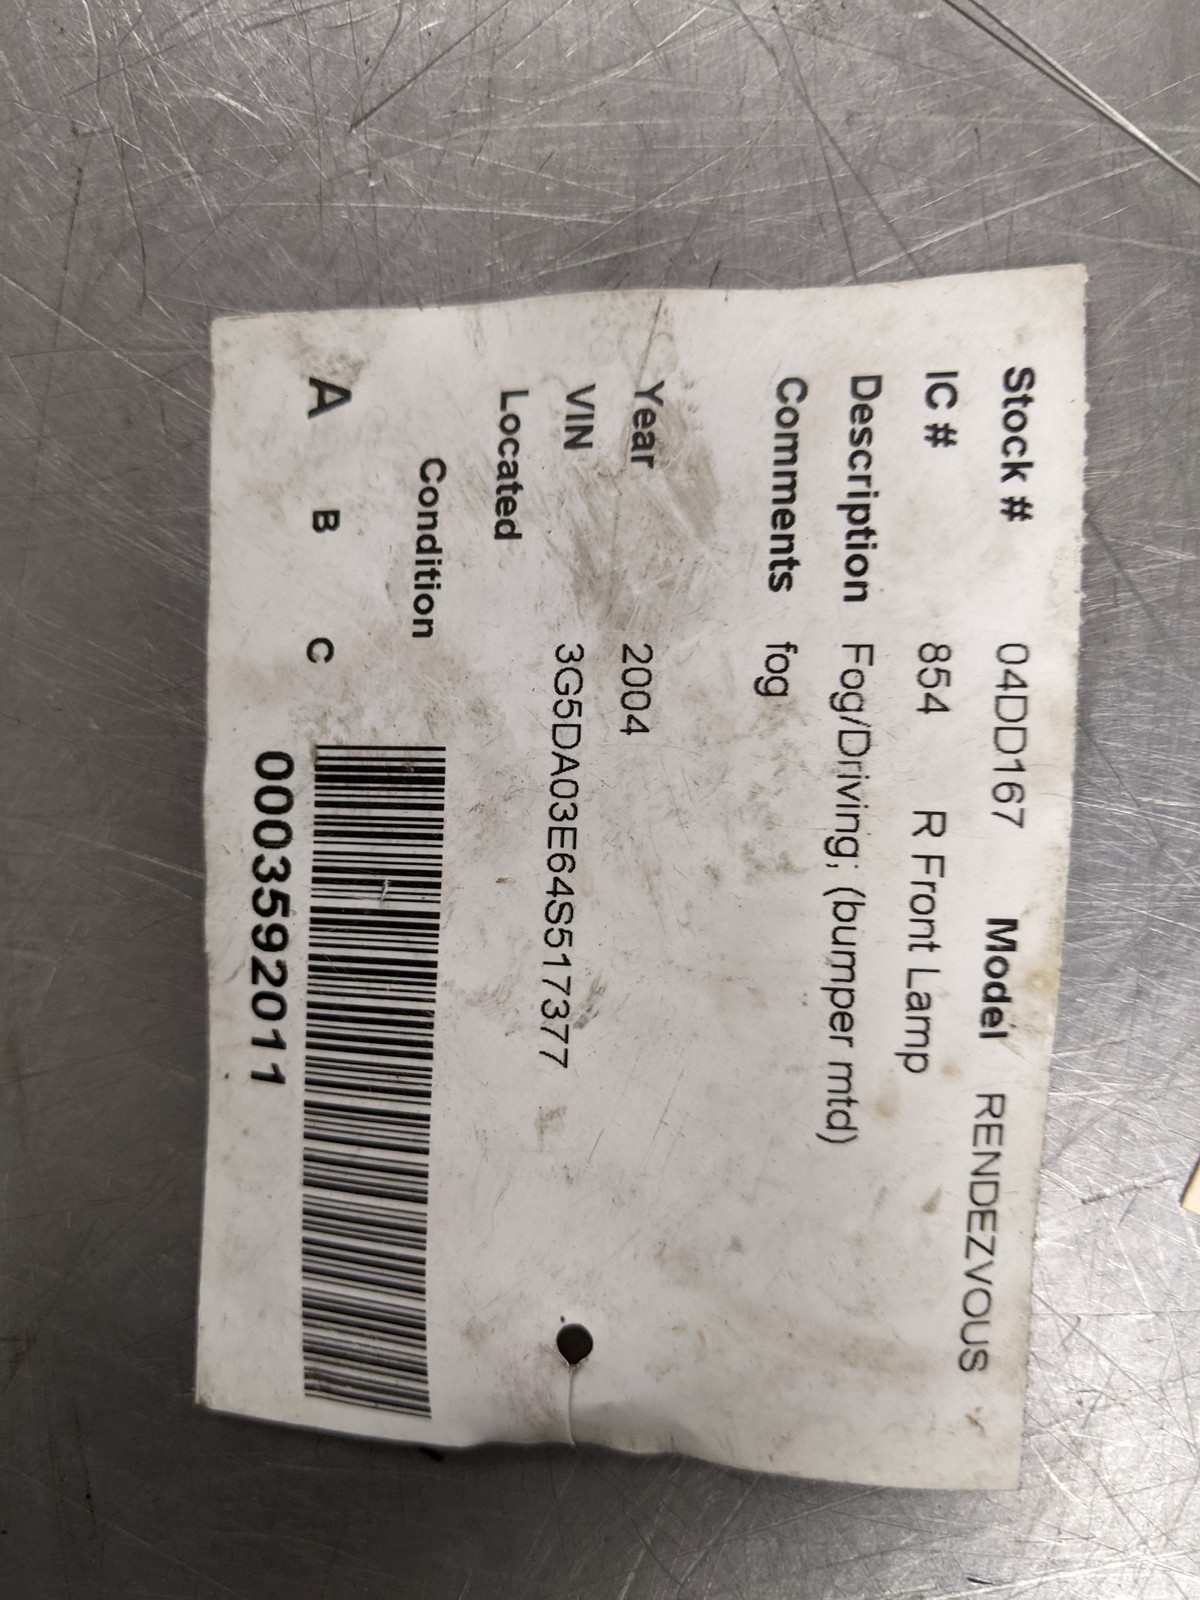 Stock # 04DD167 Model RENDEZVOUS
IC # 854 R Front Lamp
Description Fog/Driving; (bumper mtd)
Comments fog
Year 2004
VIN 3G5DA03E64S517377
Located
Condition
A B C
0003592011